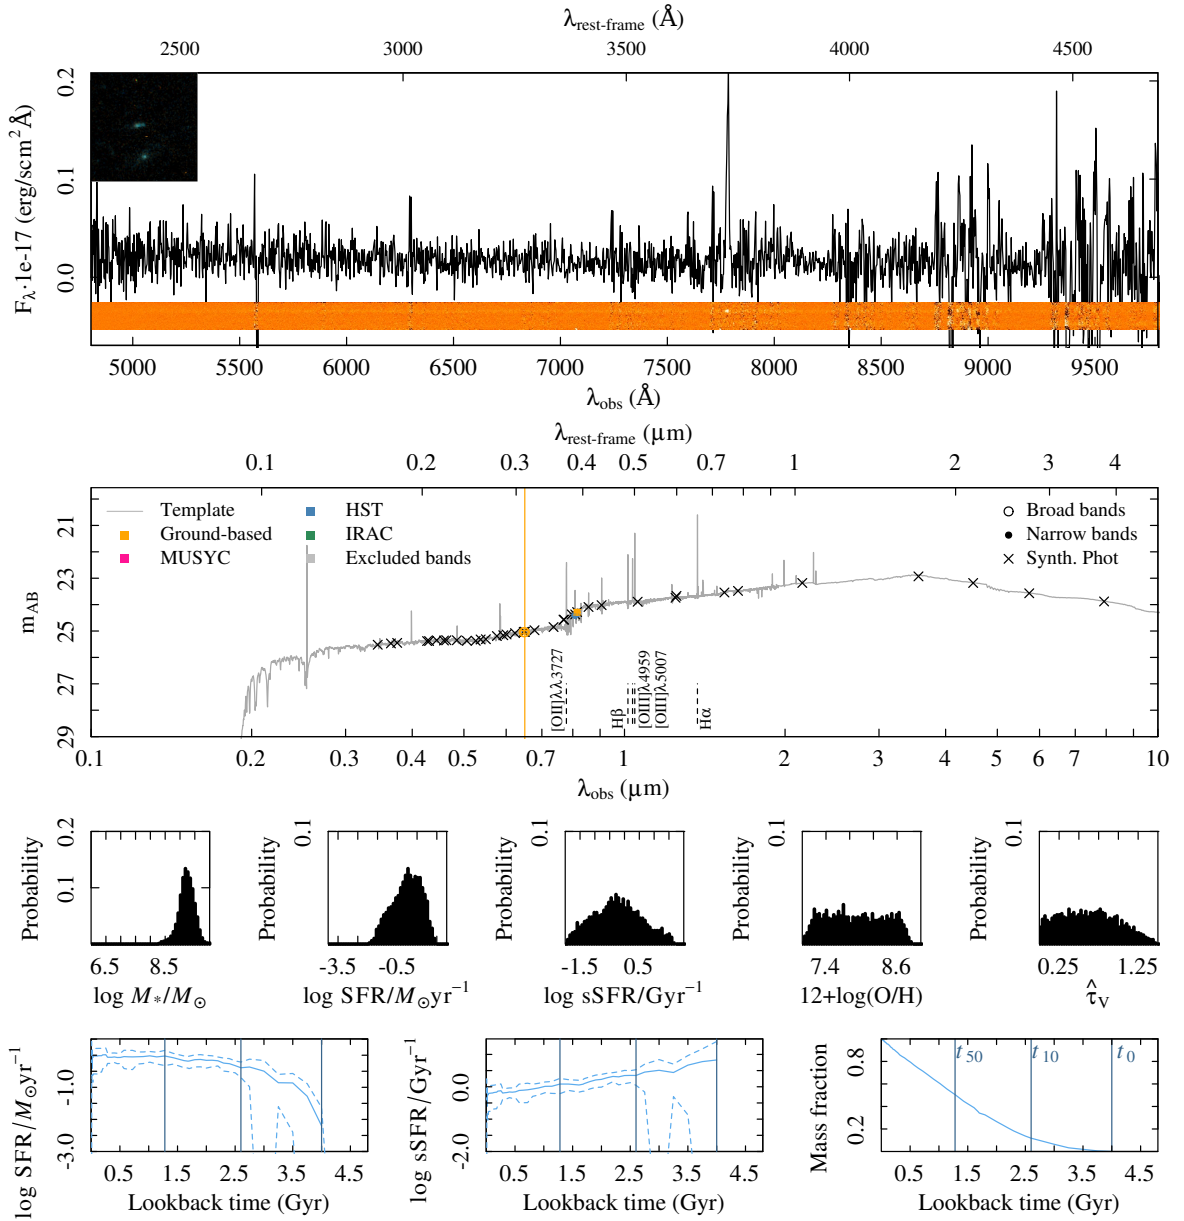 λrest-frame (Å)
2500 3000 3500 3750 4000 4500
F_λ·1e-17 (erg/scm² Å)
0.2
0.1
0.0
5000 5500 6000 6500 7000 7500 8000 8500 9000 9500
λobs (Å)
λrest-frame (μm)
0.1 0.2 0.3 0.4 0.5 0.7 1 2 3 4
m_AB
21
23
25
27
29
Template
Ground-based
MUSYC
HST
IRAC
Excluded bands
Broad bands
Narrow bands
Synth. Phot
[OII]λλ3727
Hβ
[OIII]λ4959
[OIII]λ5007
Hα
0.1 0.2 0.3 0.4 0.5 0.7 1 2 3 4 5 6 10
λobs (μm)
Probability
0.2
0.1
6.5 8.5
log M*/M⊙
Probability
0.1
-3.5 -0.5
log SFR/M⊙yr⁻¹
Probability
0.1
-1.5 0.5
log sSFR/Gyr⁻¹
Probability
0.1
7.4 8.6
12+log(O/H)
Probability
0.1
0.25 1.25
τ̂V
log SFR/M⊙yr⁻¹
-1.0
-3.0
0.5 1.5 2.5 3.5 4.5
Lookback time (Gyr)
log sSFR/Gyr⁻¹
0.0
-2.0
0.5 1.5 2.5 3.5 4.5
Lookback time (Gyr)
Mass fraction
0.8
0.2
t50 t10 t0
0.5 1.5 2.5 3.5 4.5
Lookback time (Gyr)